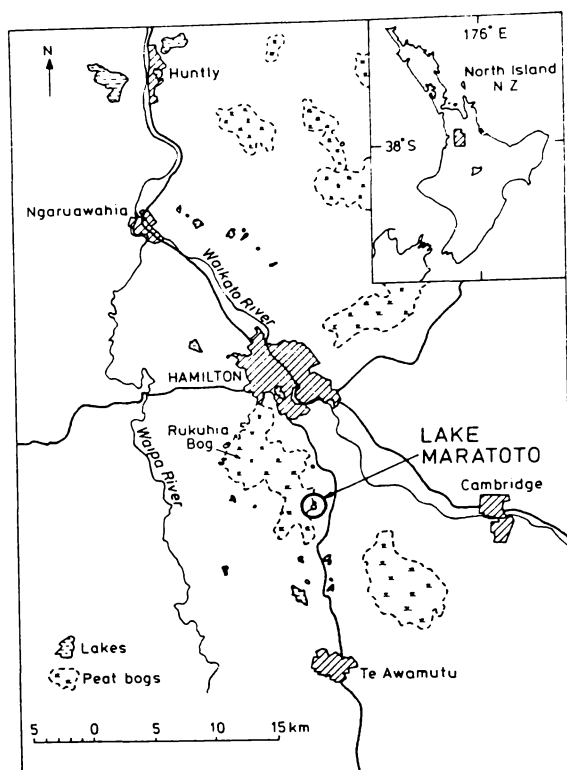 N
Huntly
176° E
North Island
N Z
38° S
Ngaruawahia
Waikato River
HAMILTON
Rukuhia
Bog
Waipa River
LAKE
MARATOTO
Cambridge
Lakes
Peat bogs
Te Awamutu
5 0 5 10 15 km